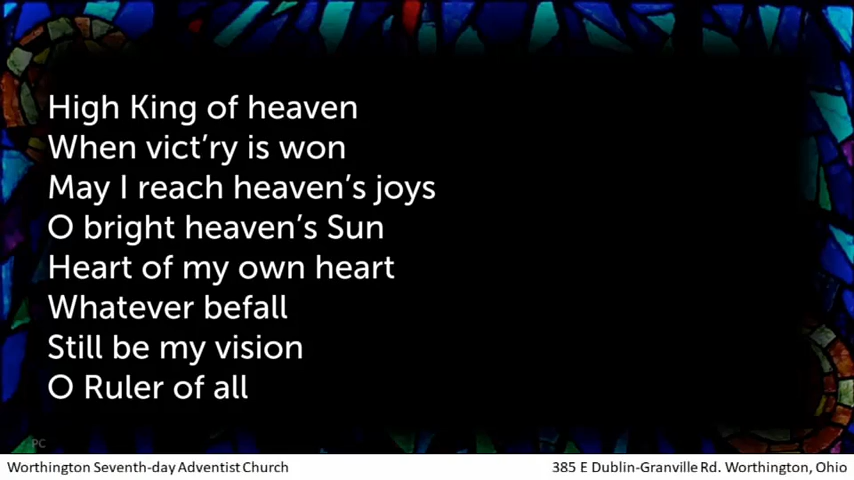 High King of heaven
When vict’ry is won
May I reach heaven’s joys
O bright heaven’s Sun
Heart of my own heart
Whatever befall
Still be my vision
O Ruler of all
PC
Worthington Seventh-day Adventist Church
385 E Dublin-Granville Rd. Worthington, Ohio